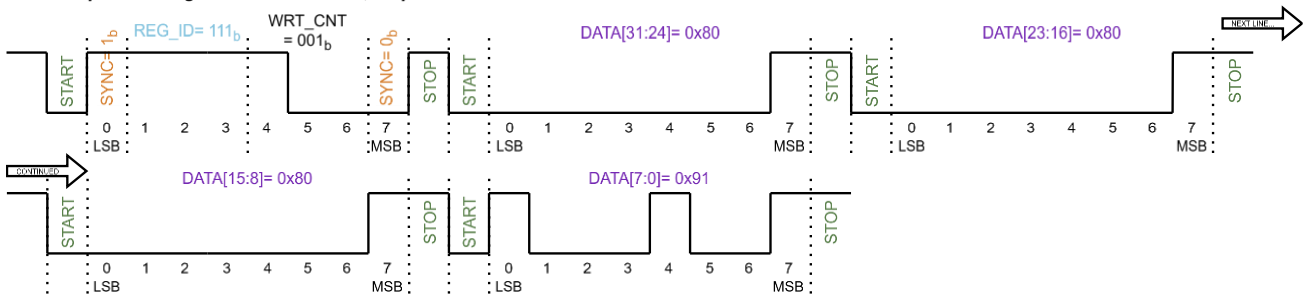 SYNC= 1b
REG_ID= 111b
WRT_CNT
= 001b
SYNC= 0b
DATA[31:24]= 0x80
DATA[23:16]= 0x80
NEXT LINE...
START
STOP
START
STOP
START
STOP
0 1 2 3 4 5 6 7
LSB MSB
0 1 2 3 4 5 6 7
LSB MSB
0 1 2 3 4 5 6 7
LSB MSB
CONTINUED
DATA[15:8]= 0x80
DATA[7:0]= 0x91
START
STOP
START
STOP
0 1 2 3 4 5 6 7
LSB MSB
0 1 2 3 4 5 6 7
LSB MSB